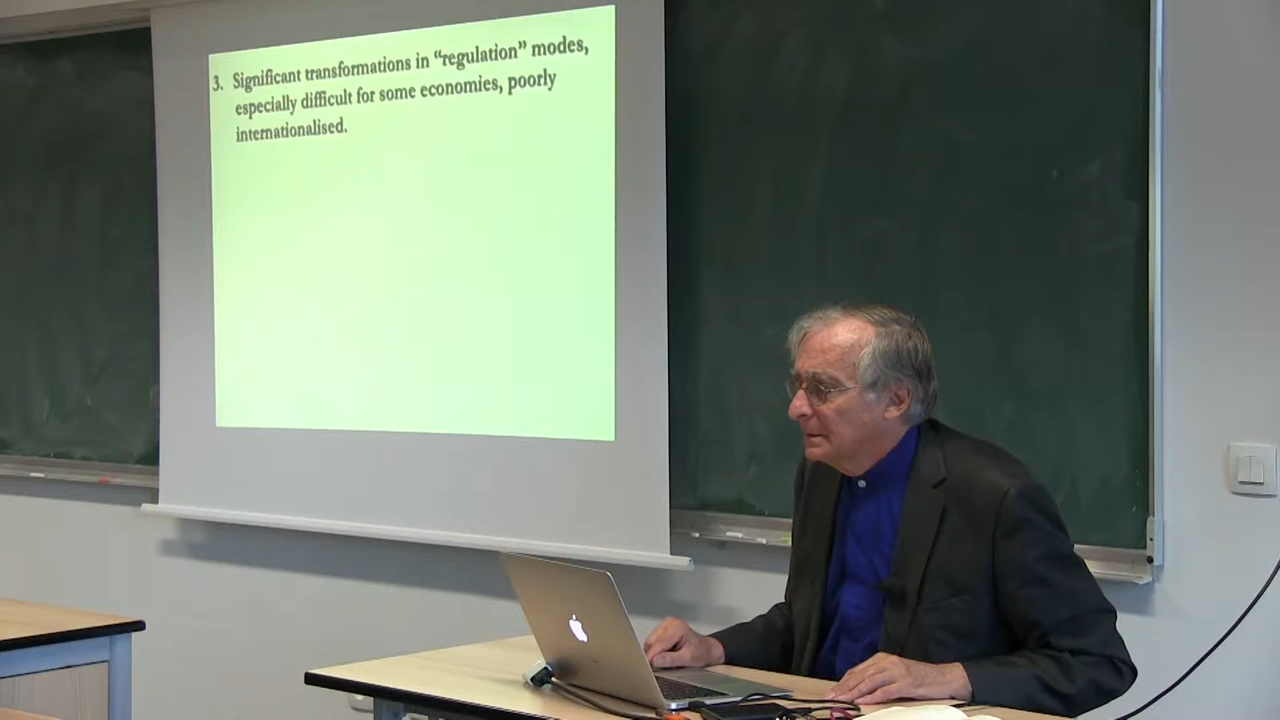 3. Significant transformations in “regulation” modes,
especially difficult for some economies, poorly
internationalised.